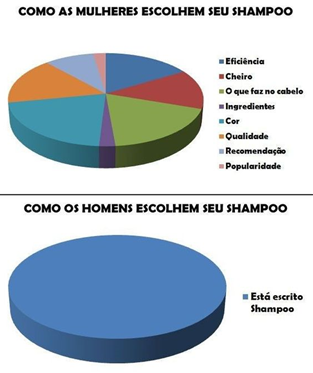 COMO AS MULHERES ESCOLHEM SEU SHAMPOO
Eficiência
Cheiro
O que faz no cabelo
Ingredientes
Cor
Qualidade
Recomendação
Popularidade
COMO OS HOMENS ESCOLHEM SEU SHAMPOO
Está escrito
Shampoo